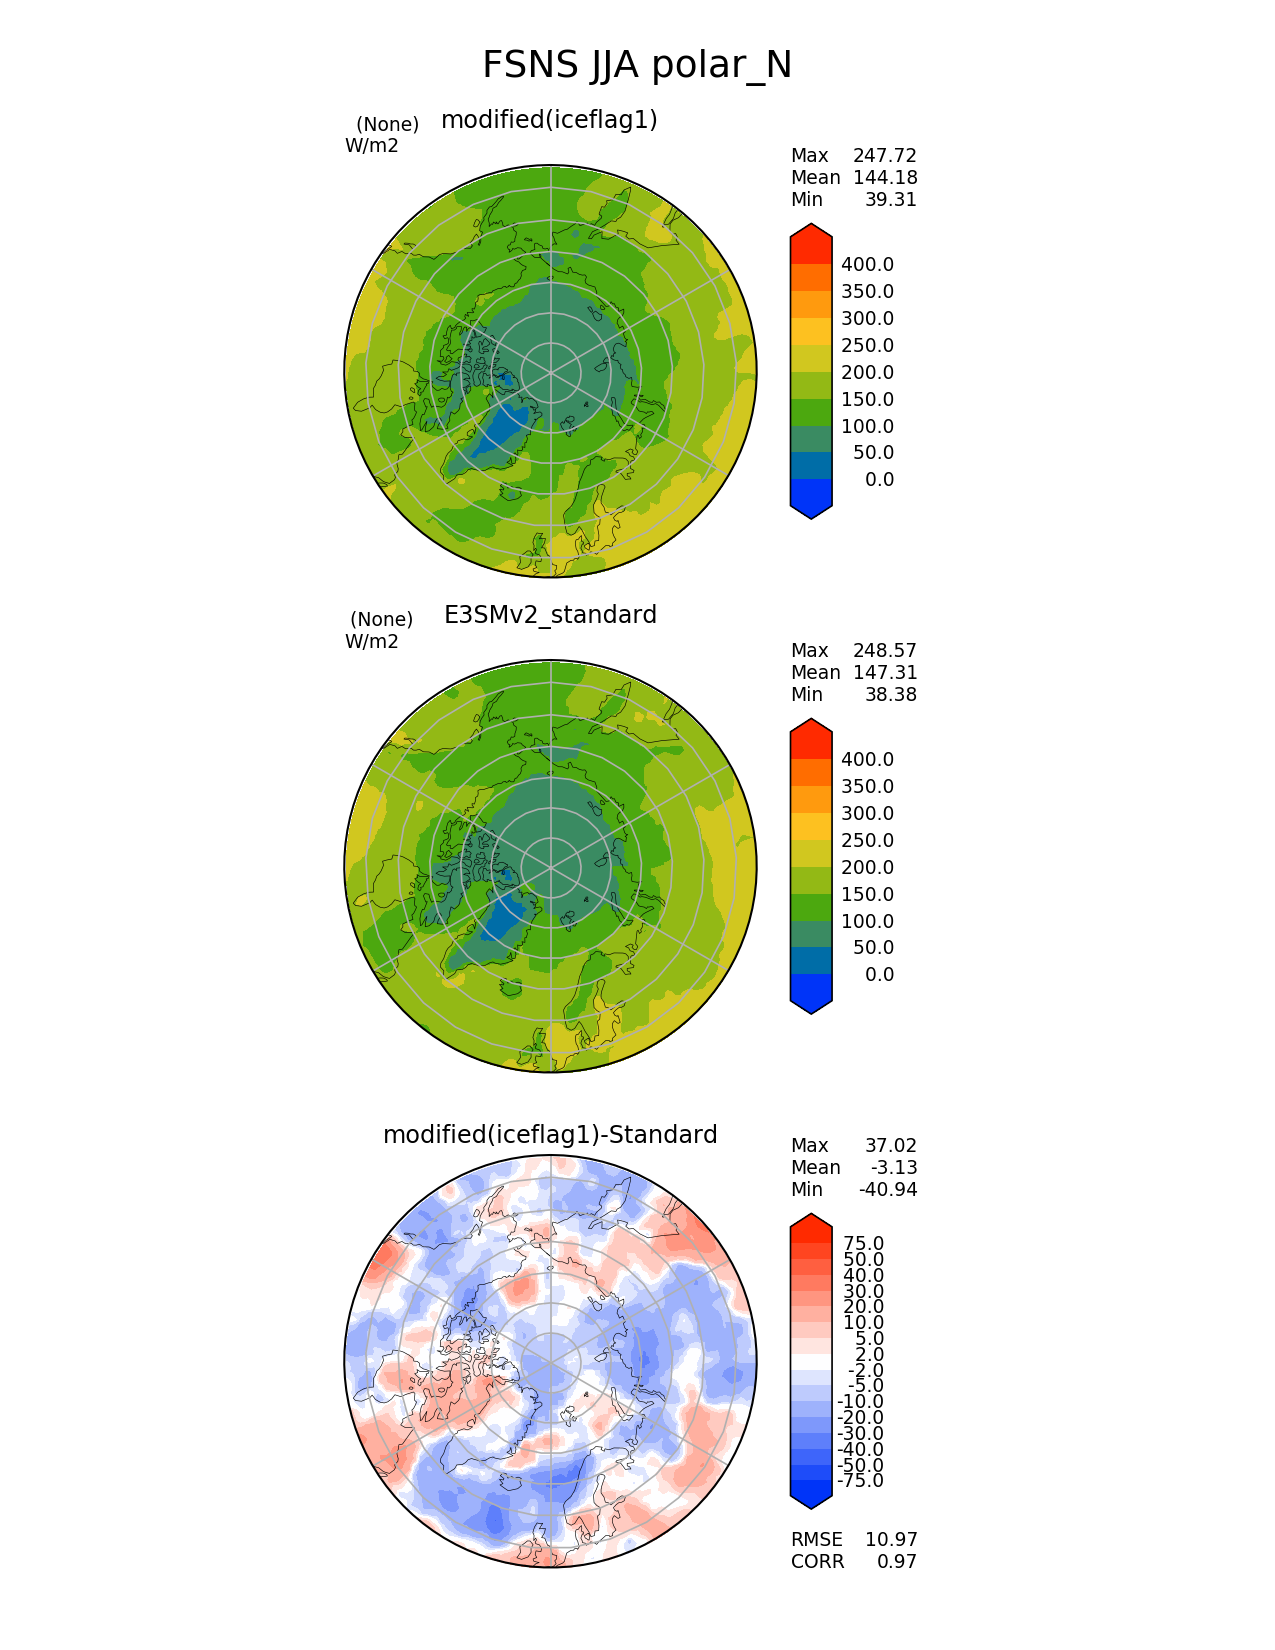 FSNS JJA polar_N
(None)
modified(iceflag1)
W/m2
Max 247.72
Mean 144.18
Min 39.31
400.0
350.0
300.0
250.0
200.0
150.0
100.0
50.0
0.0
(None)
E3SMv2_standard
W/m2
Max 248.57
Mean 147.31
Min 38.38
400.0
350.0
300.0
250.0
200.0
150.0
100.0
50.0
0.0
modified(iceflag1)-Standard
Max 37.02
Mean -3.13
Min -40.94
75.0
50.0
40.0
30.0
20.0
10.0
5.0
2.0
-2.0
-5.0
-10.0
-20.0
-30.0
-40.0
-50.0
-75.0
RMSE 10.97
CORR 0.97